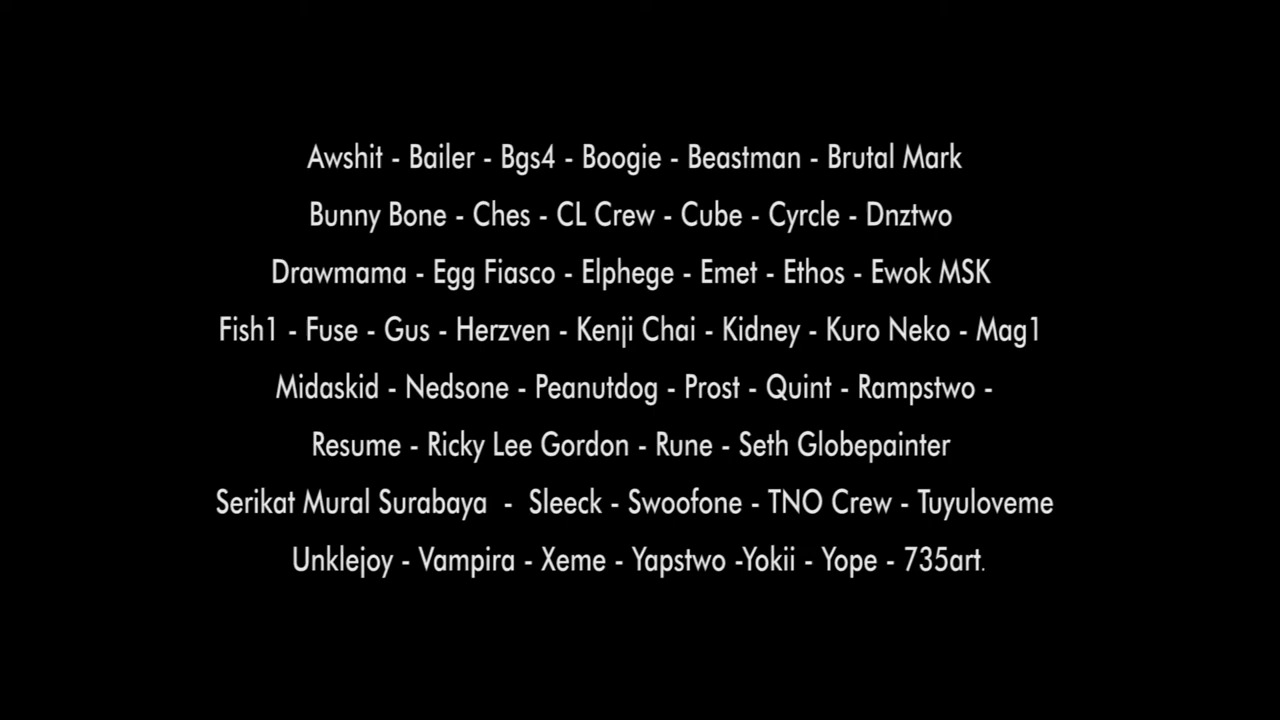 Awshit - Bailer - Bgs4 - Boogie - Beastman - Brutal Mark
Bunny Bone - Ches - CL Crew - Cube - Cyrcle - Dnztwo
Drawmama - Egg Fiasco - Elphege - Emet - Ethos - Ewok MSK
Fish1 - Fuse - Gus - Herzven - Kenji Chai - Kidney - Kuro Neko - Mag1
Midaskid - Nedsone - Peanutdog - Prost - Quint - Rampstwo -
Resume - Ricky Lee Gordon - Rune - Seth Globepainter
Serikat Mural Surabaya  -  Sleeck - Swoofone - TNO Crew - Tuyuloveme
Unklejoy - Vampira - Xeme - Yapstwo -Yokii - Yope - 735art.